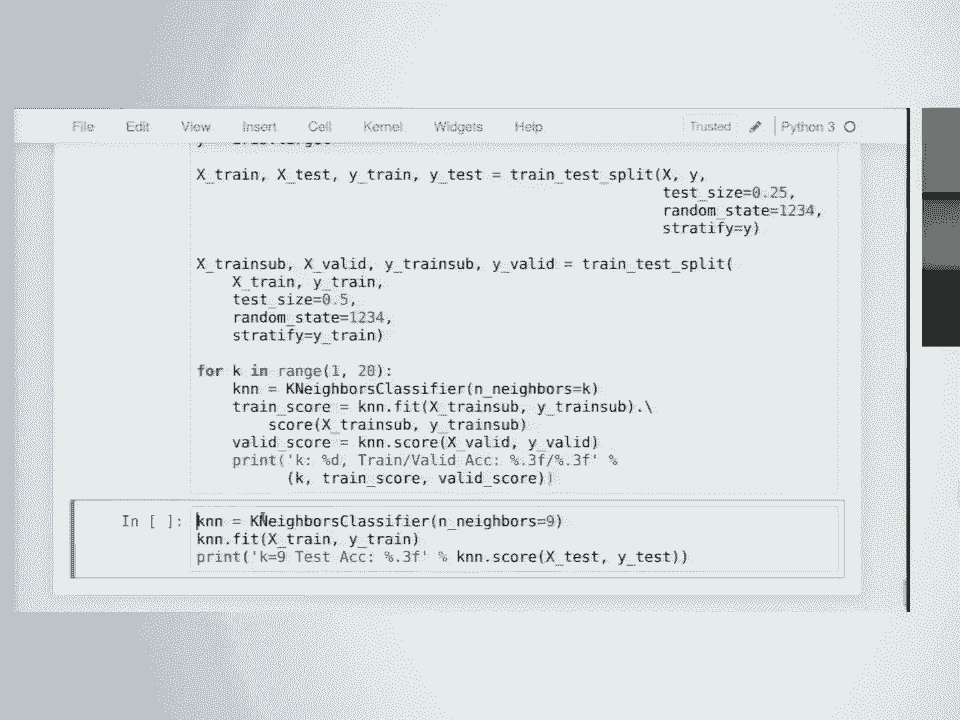 File Edit View Insert Cell Kernel Widgets Help Trusted Python 3
X_train, X_test, y_train, y_test = train_test_split(X, y,
test_size=0.25,
random_state=1234,
stratify=y)
X_trainsub, X_valid, y_trainsub, y_valid = train_test_split(
X_train, y_train,
test_size=0.5,
random_state=1234,
stratify=y_train)
for k in range(1, 20):
knn = KNeighborsClassifier(n_neighbors=k)
train_score = knn.fit(X_trainsub, y_trainsub).\
score(X_trainsub, y_trainsub)
valid_score = knn.score(X_valid, y_valid)
print('k: %d, Train/Valid Acc: %.3f/%.3f' %
(k, train_score, valid_score))
In [ ]: knn = KNeighborsClassifier(n_neighbors=9)
knn.fit(X_train, y_train)
print('k=9 Test Acc: %.3f' % knn.score(X_test, y_test))